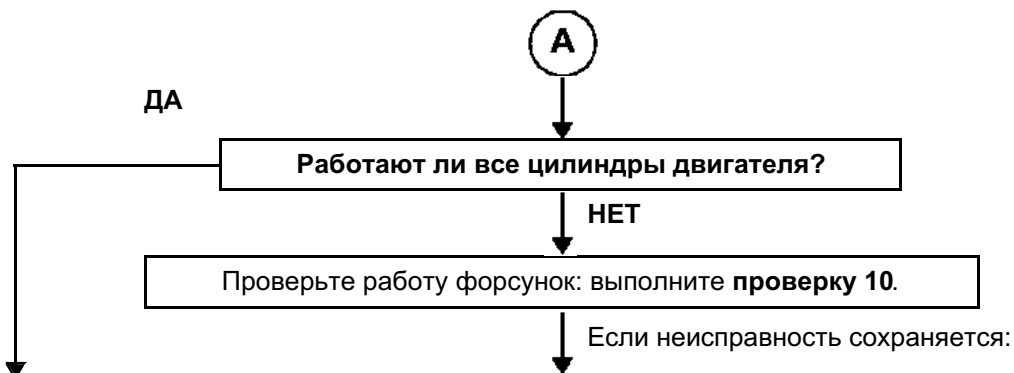 А
ДА
Работают ли все цилиндры двигателя?
НЕТ
Проверьте работу форсунок: выполните проверку 10.
Если неисправность сохраняется: